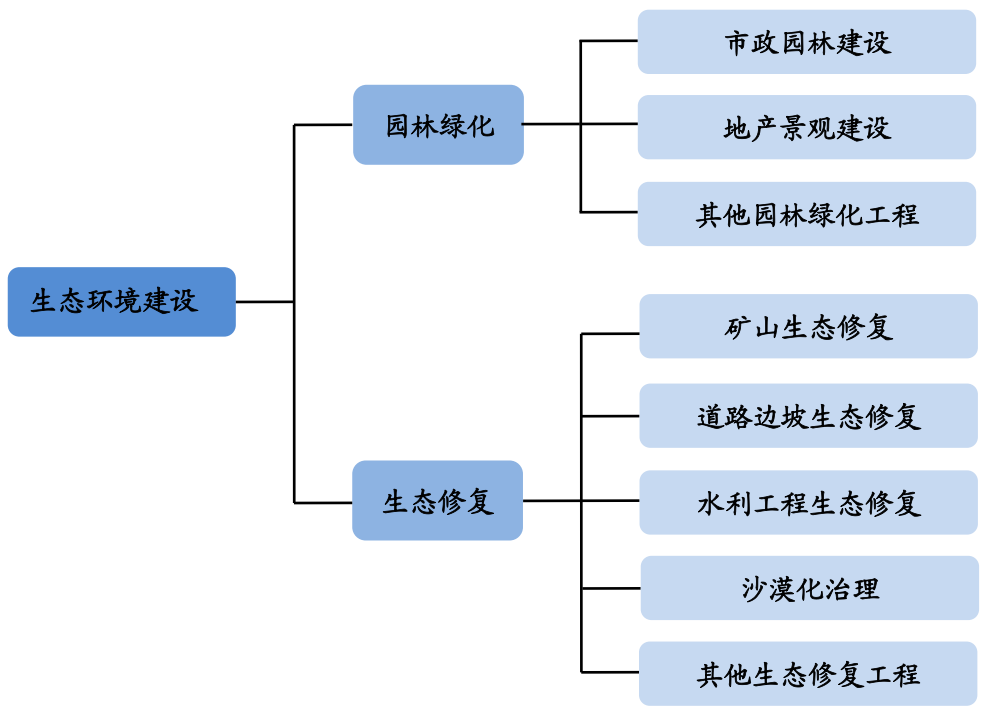 生态环境建设
园林绿化
市政园林建设
地产景观建设
其他园林绿化工程
生态修复
矿山生态修复
道路边坡生态修复
水利工程生态修复
沙漠化治理
其他生态修复工程